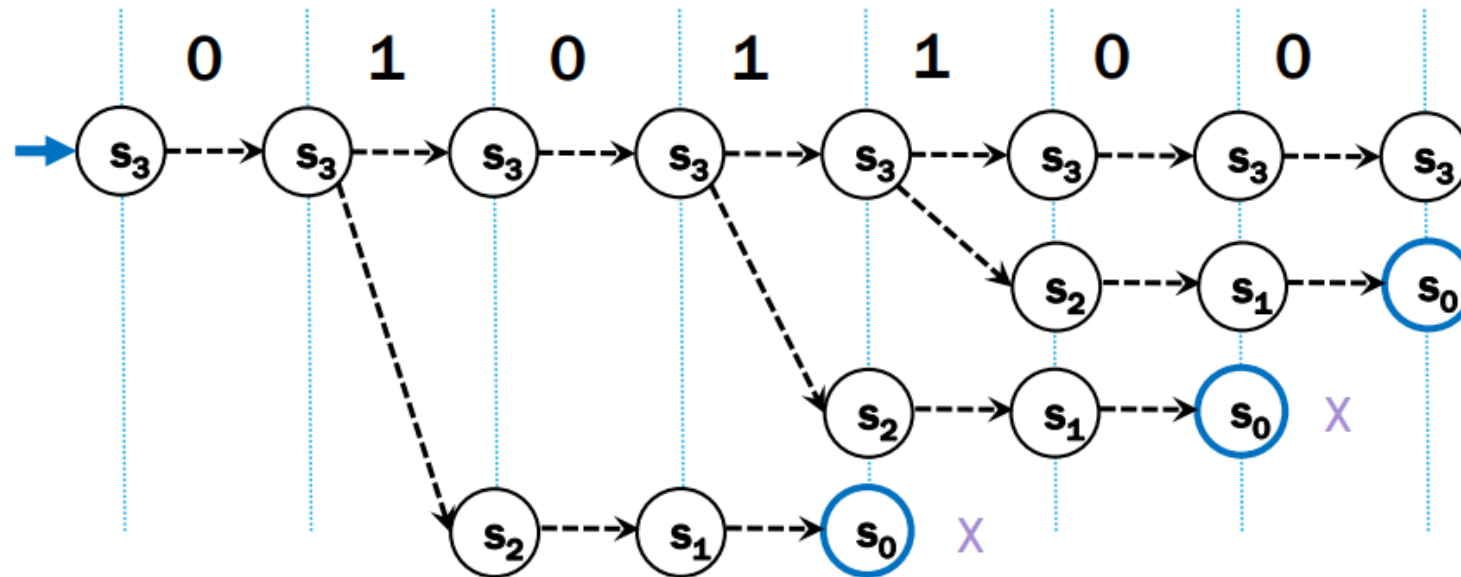 0 1 0 1 1 0 0
s₃ s₃ s₃ s₃ s₃ s₃ s₃ s₃
s₂ s₁ s₀
s₂ s₁ s₀ X
s₂ s₁ s₀ X